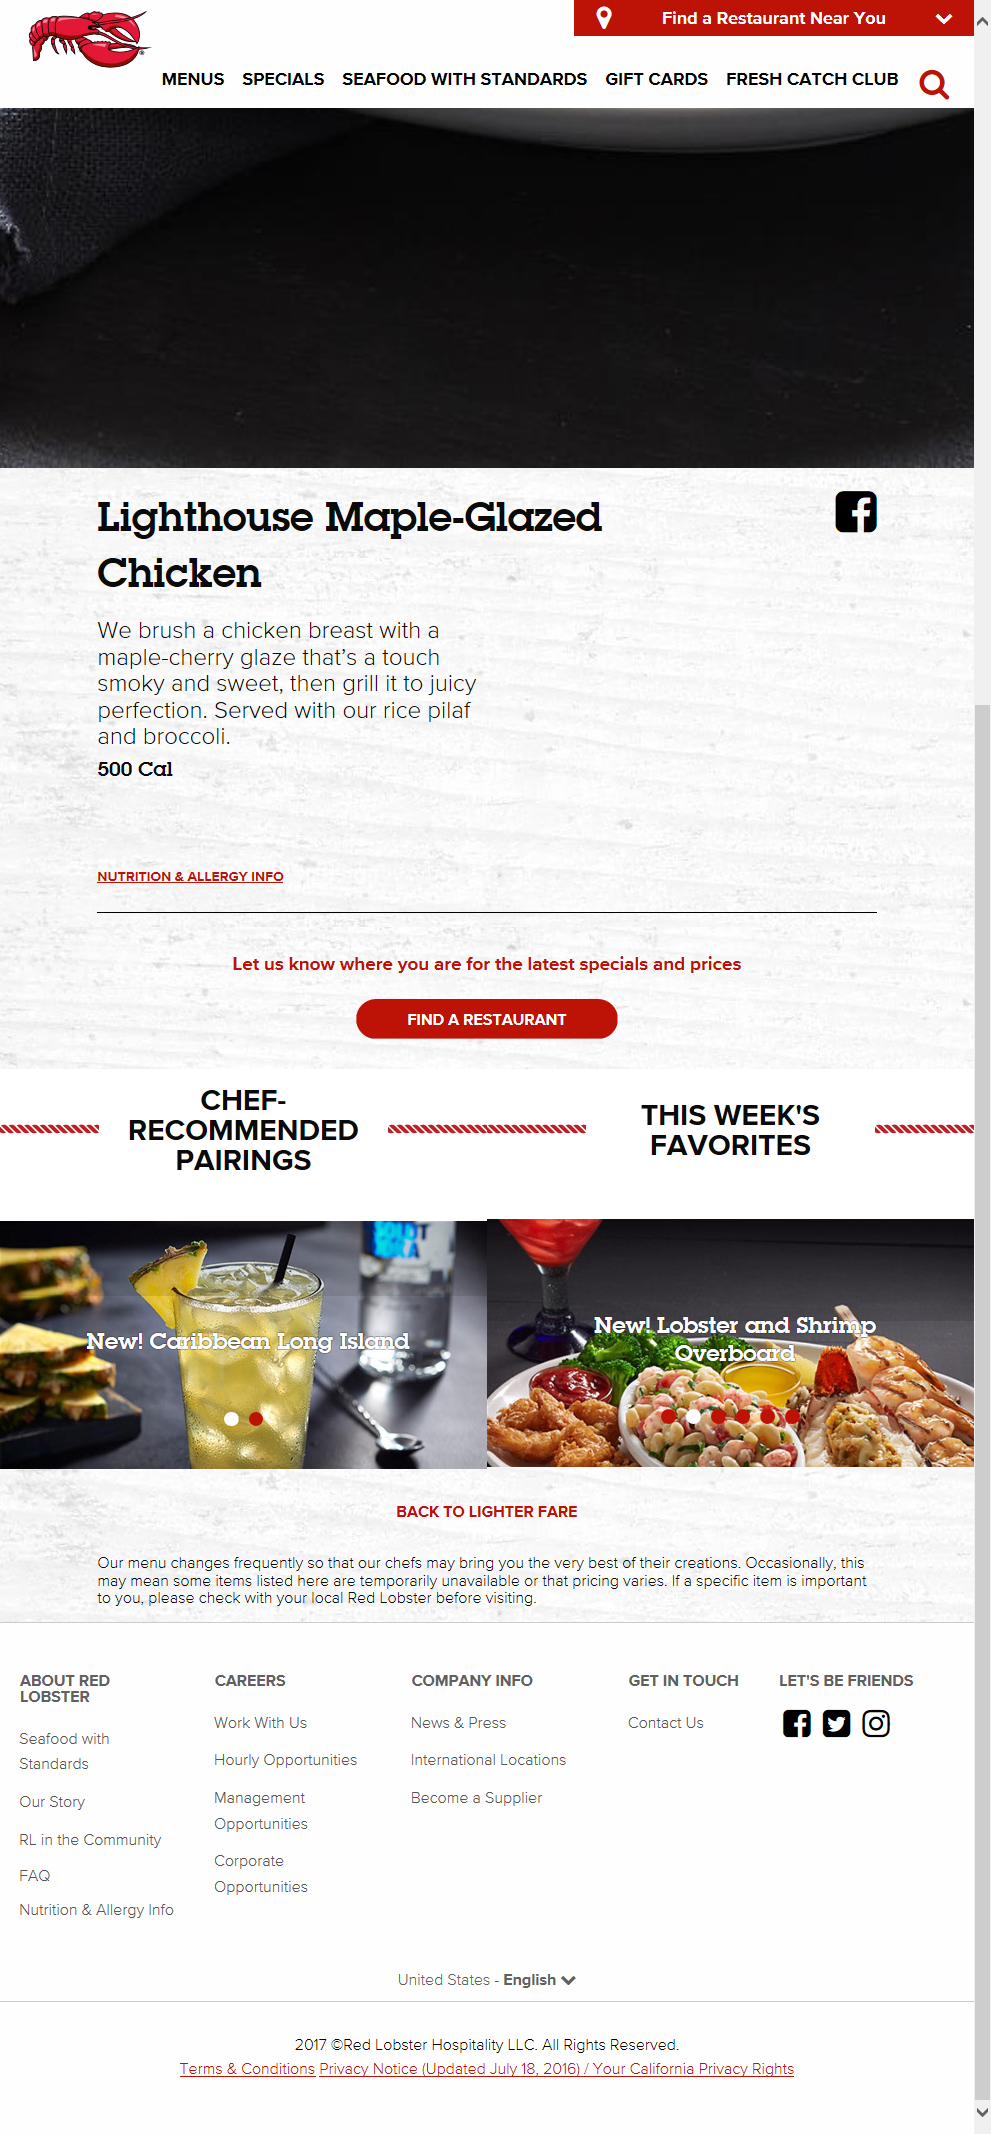 Find a Restaurant Near You
MENUS SPECIALS SEAFOOD WITH STANDARDS GIFT CARDS FRESH CATCH CLUB
Lighthouse Maple-Glazed
Chicken
We brush a chicken breast with a
maple-cherry glaze that's a touch
smoky and sweet, then grill it to juicy
perfection. Served with our rice pilaf
and broccoli.
500 Cal
NUTRITION & ALLERGY INFO
Let us know where you are for the latest specials and prices
FIND A RESTAURANT
CHEF-
RECOMMENDED
PAIRINGS
THIS WEEK'S
FAVORITES
New! Caribbean Long Island
New! Lobster and Shrimp
Overboard
BACK TO LIGHTER FARE
Our menu changes frequently so that our chefs may bring you the very best of their creations. Occasionally, this
may mean some items listed here are temporarily unavailable or that pricing varies. If a specific item is important
to you, please check with your local Red Lobster before visiting.
ABOUT RED
LOBSTER
Seafood with
Standards
Our Story
RL in the Community
FAQ
Nutrition & Allergy Info
CAREERS
Work With Us
Hourly Opportunities
Management
Opportunities
Corporate
Opportunities
COMPANY INFO
News & Press
International Locations
Become a Supplier
GET IN TOUCH
Contact Us
LET'S BE FRIENDS
United States - English
2017 ©Red Lobster Hospitality LLC. All Rights Reserved.
Terms & Conditions Privacy Notice (Updated July 18, 2016) / Your California Privacy Rights